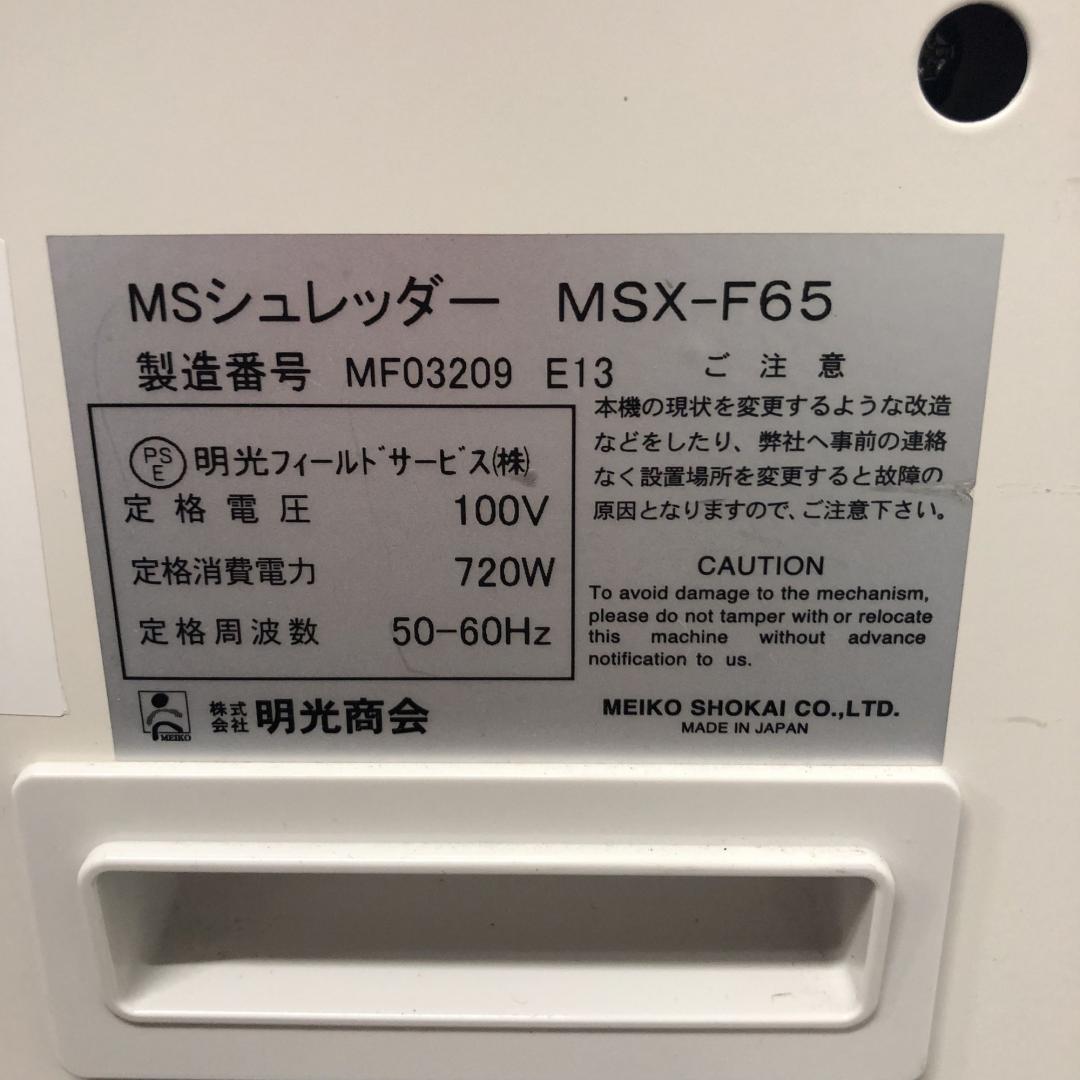 MSシュレッダー MSX-F65
製造番号 MF03209 E13
PSE 明光フィールドサービス(株)
定格電圧 100V
定格消費電力 720W
定格周波数 50-60Hz
ご注意
本機の現状を変更するような改造
などをしたり、弊社へ事前の連絡
なく設置場所を変更すると故障の
原因となりますので、ご注意下さい。
CAUTION
To avoid damage to the mechanism,
please do not tamper with or relocate
this machine without advance
notification to us.
MEIKO
株式会社 明光商会
MEIKO SHOKAI CO.,LTD.
MADE IN JAPAN